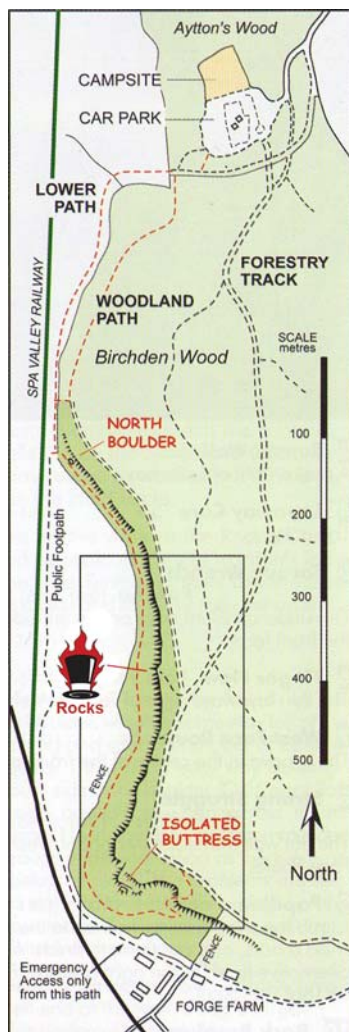 Aytton's Wood
CAMPSITE
CAR PARK
LOWER
PATH
FORESTRY
TRACK
WOODLAND
PATH
SPA VALLEY RAILWAY
Birchden Wood
SCALE
metres
NORTH
BOULDER
100
200
Public Footpath
300
400
Rocks
500
FENCE
ISOLATED
BUTTRESS
North
FENCE
Emergency
Access only
from this path
FORGE FARM